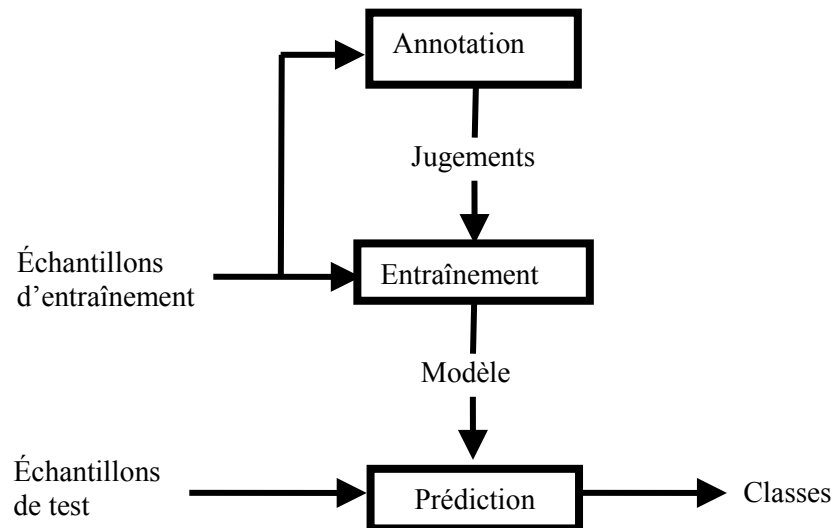 Annotation
Jugements
Échantillons
d’entraînement
Entraînement
Modèle
Échantillons
de test
Prédiction
Classes